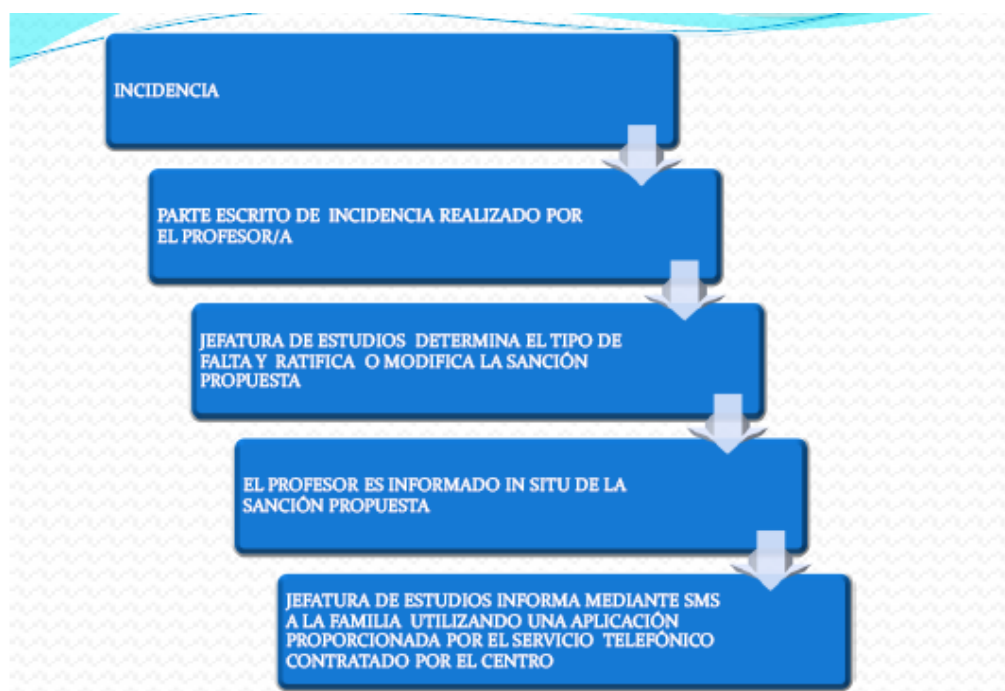 INCIDENCIA
PARTE ESCRITO DE INCIDENCIA REALIZADO POR
EL PROFESOR/A
JEFATURA DE ESTUDIOS DETERMINA EL TIPO DE
FALTA Y RATIFICA O MODIFICA LA SANCIÓN
PROPUESTA
EL PROFESOR ES INFORMADO IN SITU DE LA
SANCIÓN PROPUESTA
JEFATURA DE ESTUDIOS INFORMA MEDIANTE SMS
A LA FAMILIA UTILIZANDO UNA APLICACIÓN
PROPORCIONADA POR EL SERVICIO TELEFÓNICO
CONTRATADO POR EL CENTRO